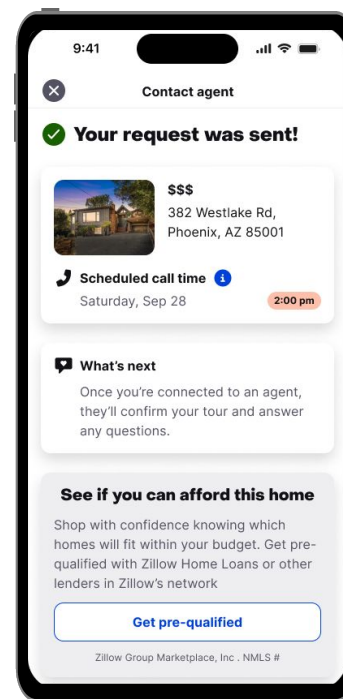 9:41
Contact agent
Your request was sent!
$$$
382 Westlake Rd,
Phoenix, AZ 85001
Scheduled call time
Saturday, Sep 28
2:00 pm
What's next
Once you're connected to an agent,
they'll confirm your tour and answer
any questions.
See if you can afford this home
Shop with confidence knowing which
homes will fit within your budget. Get pre-
qualified with Zillow Home Loans or other
lenders in Zillow's network
Get pre-qualified
Zillow Group Marketplace, Inc . NMLS #